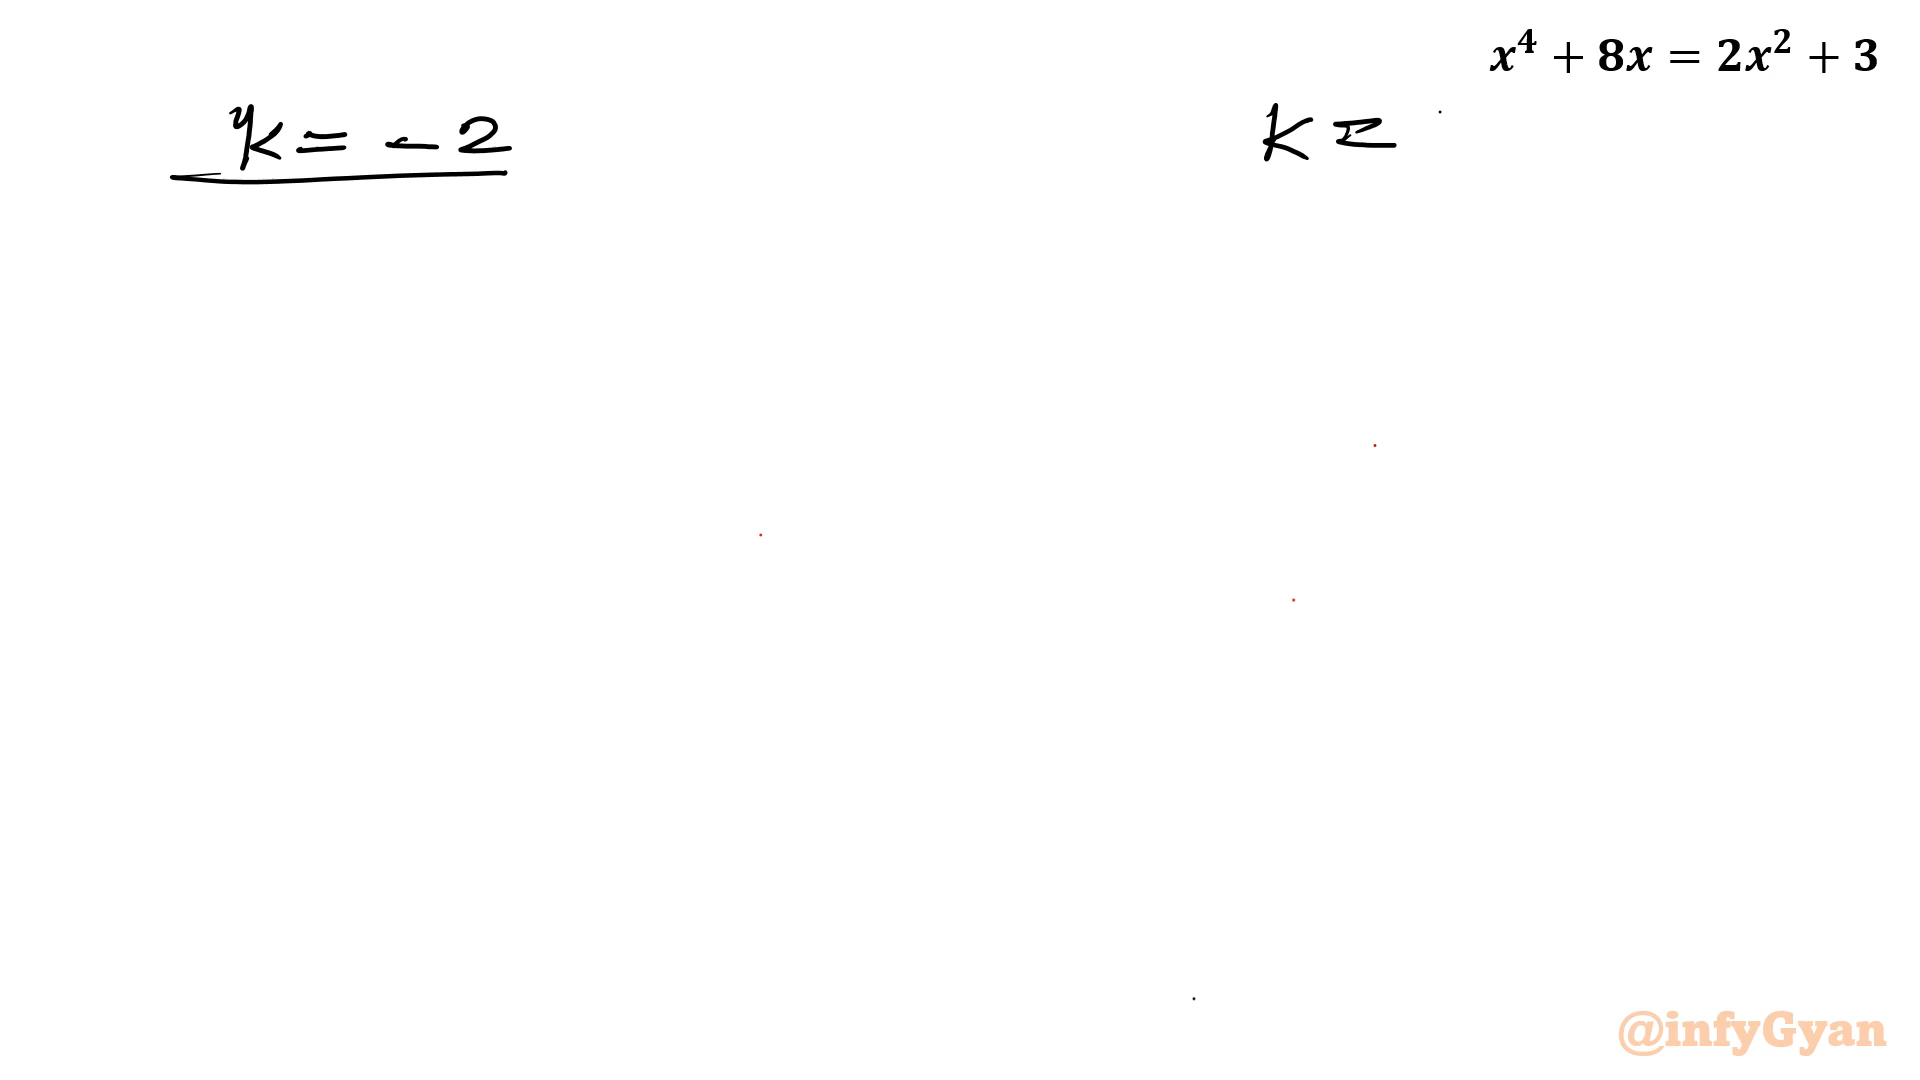 x⁴ + 8x = 2x² + 3
k = - 2
k =
@infyGyan